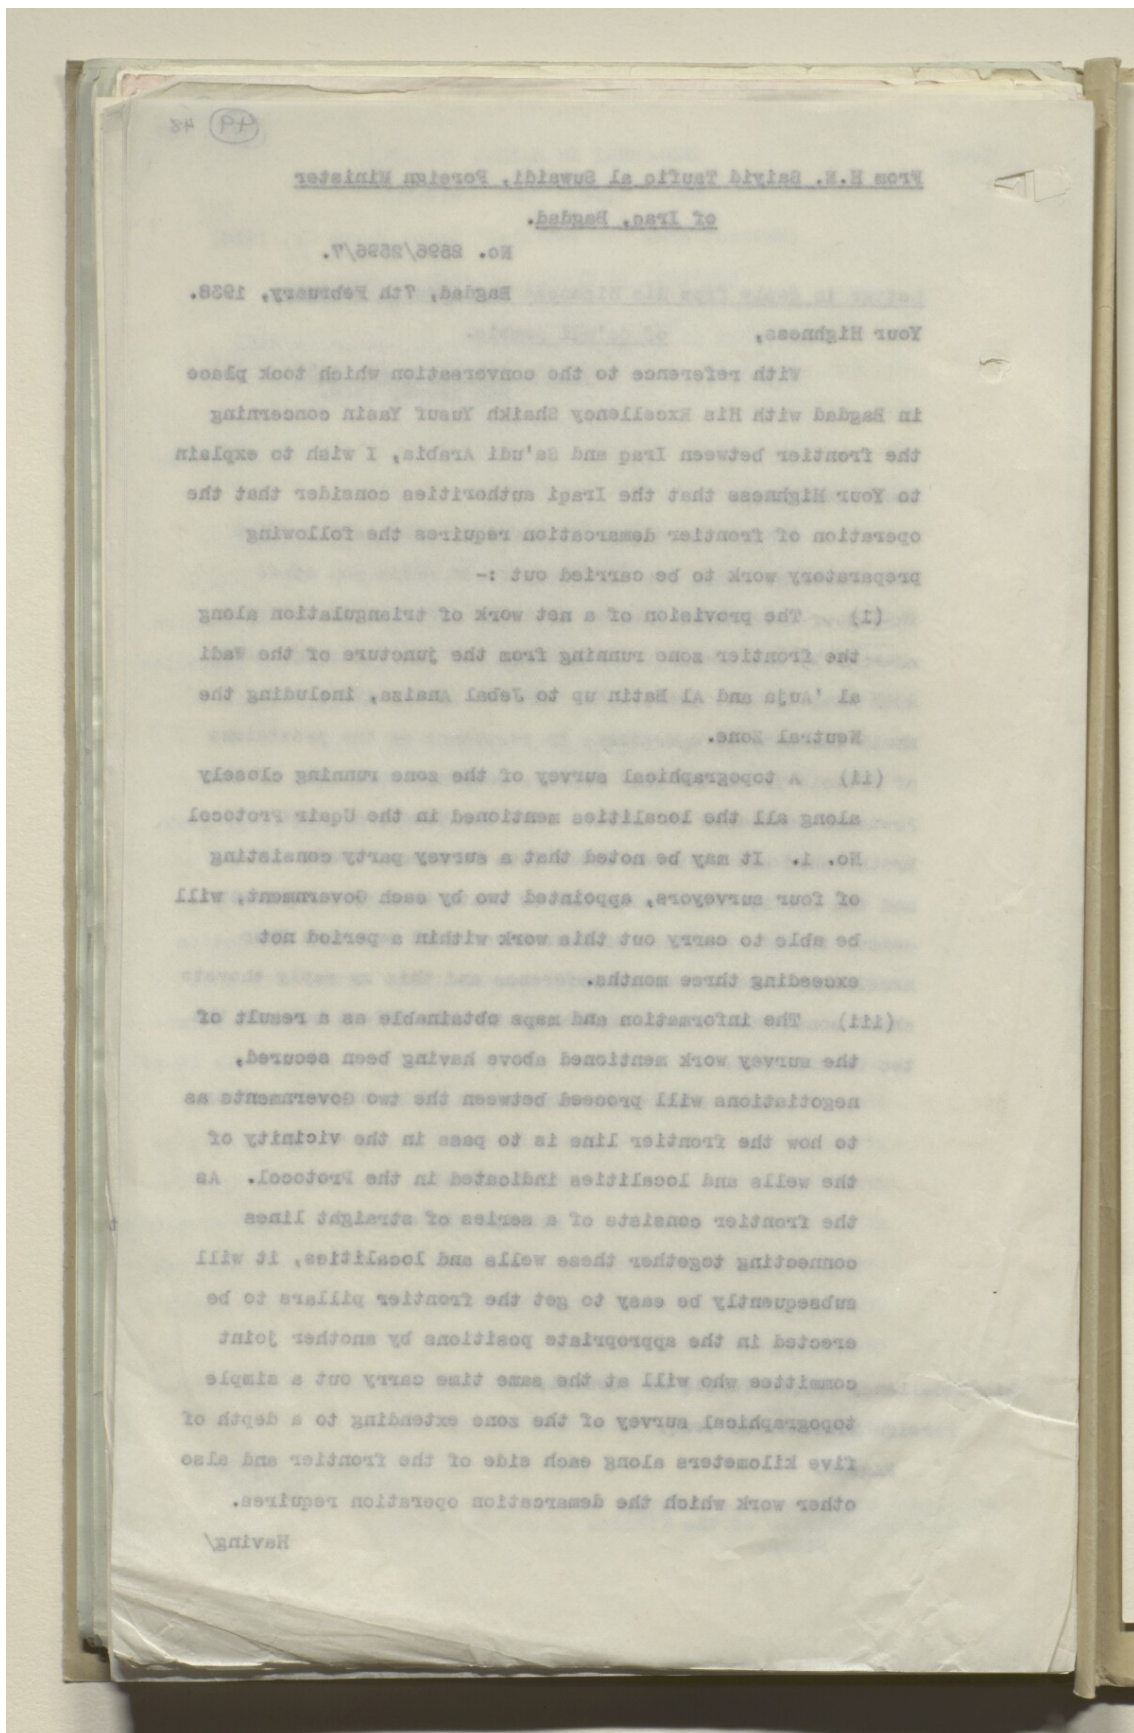 49 48
From H.E. Saiyid Taufiq al Suwaidi, Foreign Minister
of Iraq, Bagdad.
No. 2596/2596/7.
Bagdad, 7th February, 1938.
Your Highness,
With reference to the conversation which took place
in Bagdad with His Excellency Shaikh Yusuf Yasin concerning
the frontier between Iraq and Sa'udi Arabia, I wish to explain
to Your Highness that the Iraqi authorities consider that the
operation of frontier demarcation requires the following
preparatory work to be carried out :-
(i) The provision of a net work of triangulation along
the frontier zone running from the juncture of the Wadi
al 'Auja and Al Batin up to Jebal Anaiza, including the
Neutral Zone.
(ii) A topographical survey of the zone running closely
along all the localities mentioned in the Uqair Protocol
No. 1. It may be noted that a survey party consisting
of four surveyors, appointed two by each Government, will
be able to carry out this work within a period not
exceeding three months.
(iii) The information and maps obtainable as a result of
the survey work mentioned above having been secured,
negotiations will proceed between the two Governments as
to how the frontier line is to pass in the vicinity of
the wells and localities indicated in the Protocol. As
the frontier consists of a series of straight lines
connecting together these wells and localities, it will
subsequently be easy to get the frontier pillars to be
erected in the appropriate positions by another joint
committee who will at the same time carry out a simple
topographical survey of the zone extending to a depth of
five kilometers along each side of the frontier and also
other work which the demarcation operation requires.
Having/